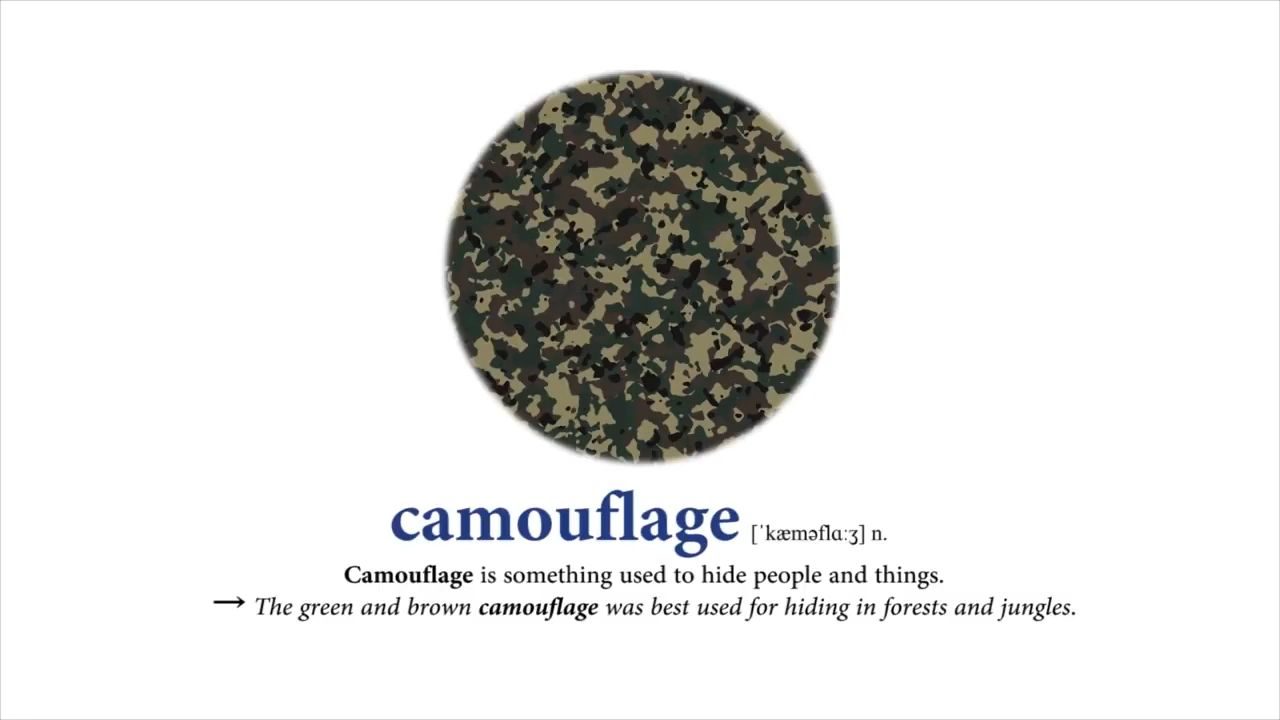 camouflage [ˈkæməflɑːʒ] n.
Camouflage is something used to hide people and things.
→ The green and brown camouflage was best used for hiding in forests and jungles.